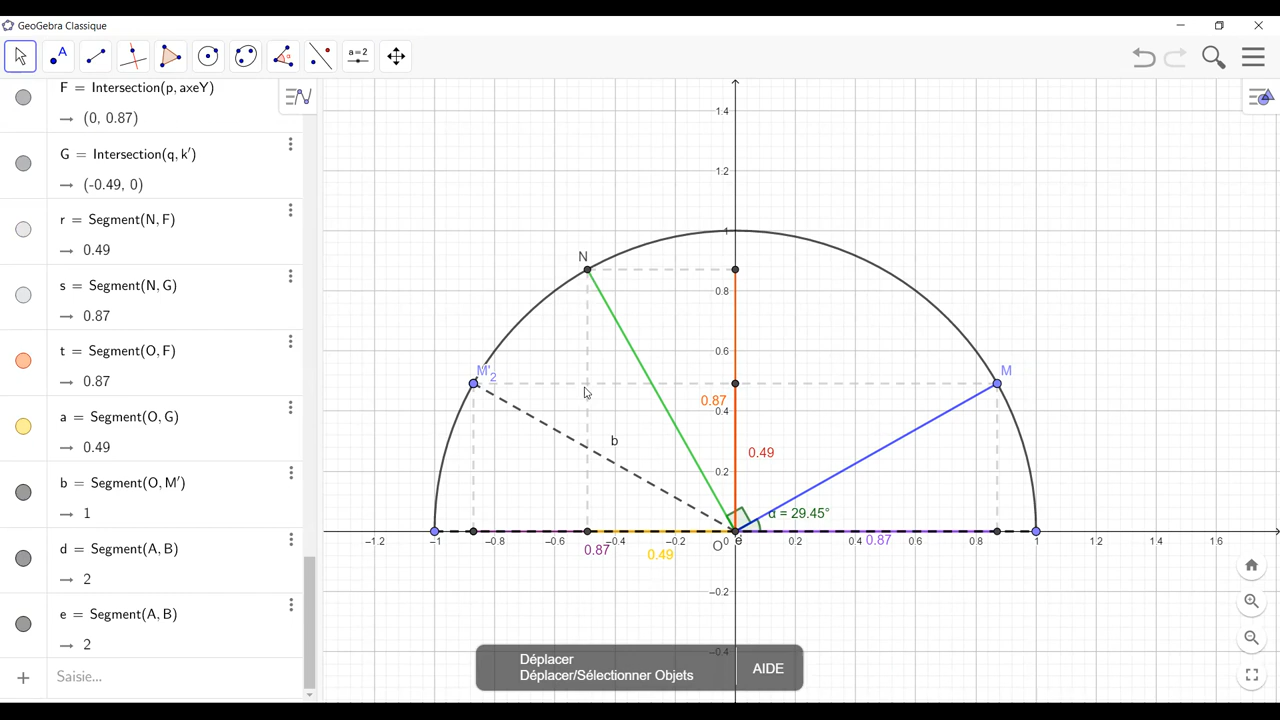 GeoGebra Classique
A
a=2
F = Intersection(p, axeY)
→ (0, 0.87)
G = Intersection(q, k′)
→ (-0.49, 0)
r = Segment(N, F)
→ 0.49
s = Segment(N, G)
→ 0.87
t = Segment(O, F)
→ 0.87
a = Segment(O, G)
→ 0.49
b = Segment(O, M′)
→ 1
d = Segment(A, B)
→ 2
e = Segment(A, B)
→ 2
Saisie...
1.4
1.2
1
N
0.8
0.6
M'
2
M
0.87
0.4
b
0.49
0.2
α = 29.45°
−1.2 −1 −0.8 −0.6 −0.4 −0.2 O 0 0.2 0.4 0.6 0.8 1 1.2 1.4 1.6
0.87 0.49 0.87
−0.2
−0.4
Déplacer
Déplacer/Sélectionner Objets
AIDE